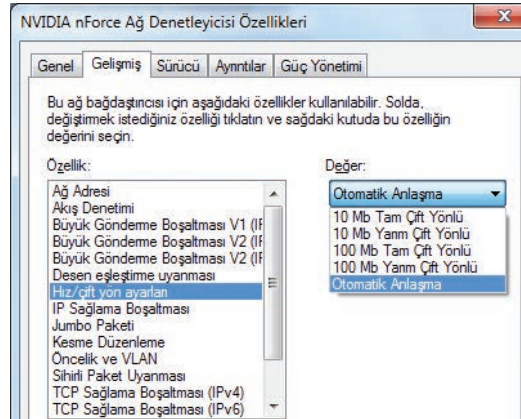 NVIDIA nForce Ağ Denetleyicisi Özellikleri
Genel Gelişmiş Sürücü Ayrıntılar Güç Yönetimi
Bu ağ bağdaştırıcısı için aşağıdaki özellikler kullanılabilir. Solda,
değiştirmek istediğiniz özelliği tıklatın ve sağdaki kutuda bu özelliğin
değerini seçin.
Özellik:
Ağ Adresi
Akış Denetimi
Büyük Gönderme Boşaltması V1 (IF
Büyük Gönderme Boşaltması V2 (IF
Büyük Gönderme Boşaltması V2 (IF
Desen eşleştirme uyanması
Hız/çift yön ayarları
IP Sağlama Boşaltması
Jumbo Paketi
Kesme Düzenleme
Öncelik ve VLAN
Sihirli Paket Uyanması
TCP Sağlama Boşaltması (IPv4)
TCP Sağlama Boşaltması (IPv6)
Değer:
Otomatik Anlaşma
10 Mb Tam Çift Yönlü
10 Mb Yarım Çift Yönlü
100 Mb Tam Çift Yönlü
100 Mb Yarım Çift Yönlü
Otomatik Anlaşma